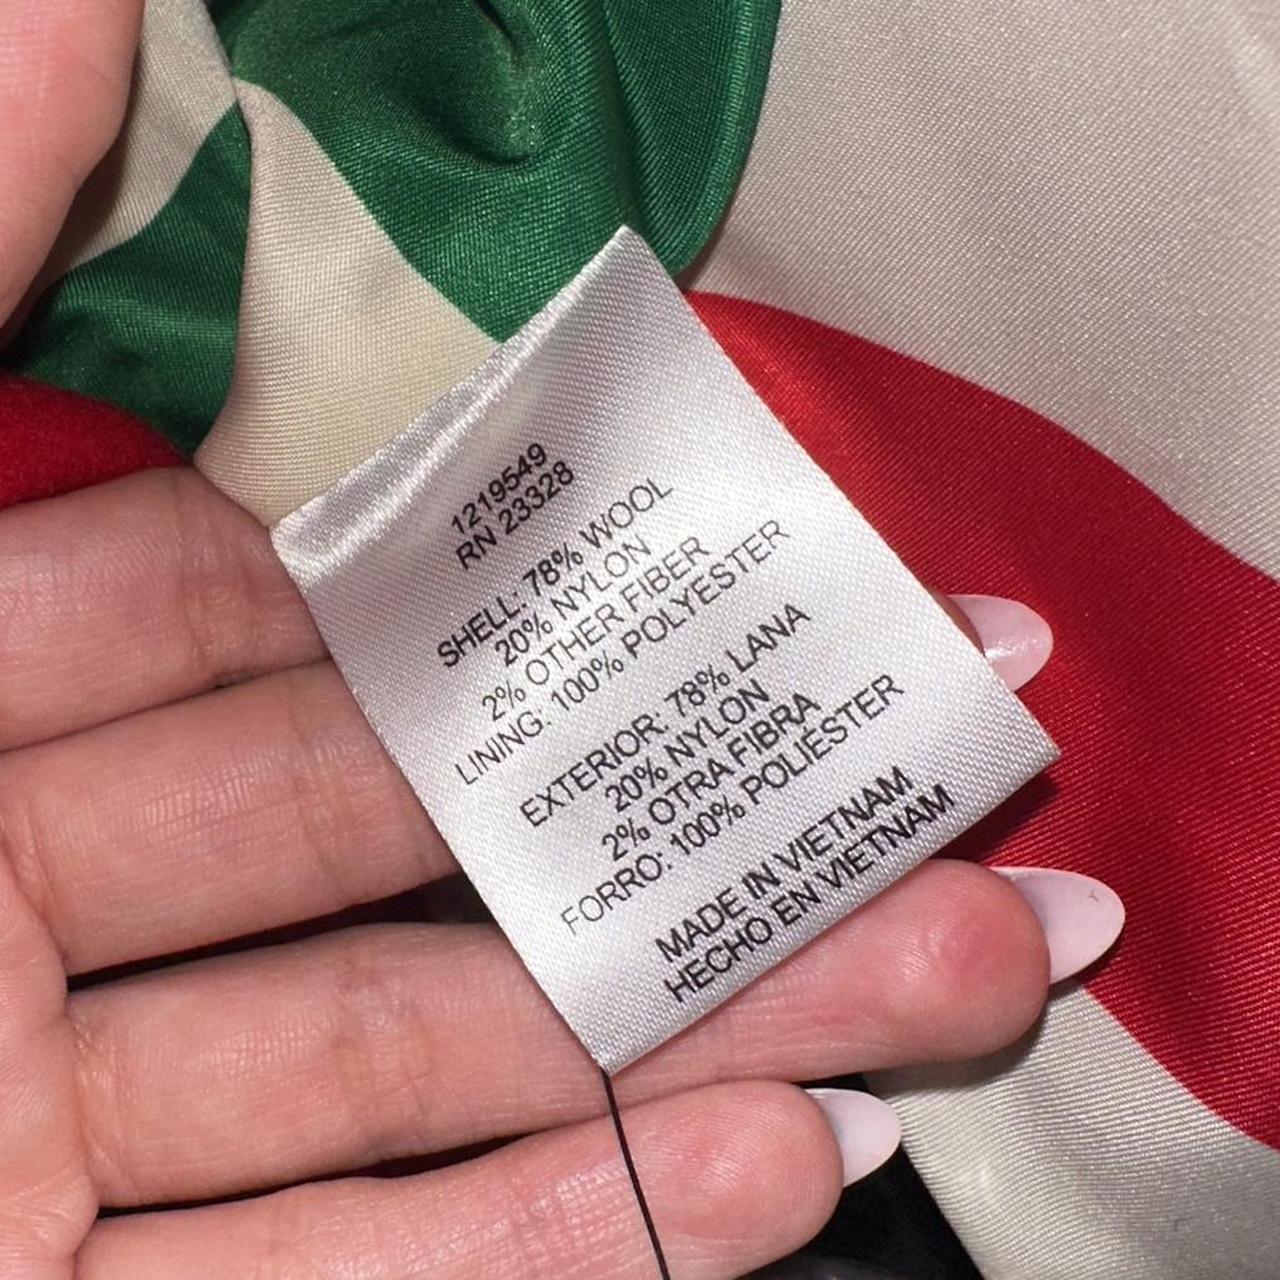 1219549
RN 23328
SHELL: 78% WOOL
20% NYLON
2% OTHER FIBER
LINING: 100% POLYESTER
EXTERIOR: 78% LANA
20% NYLON
2% OTRA FIBRA
FORRO: 100% POLIÉSTER
MADE IN VIETNAM
HECHO EN VIETNAM